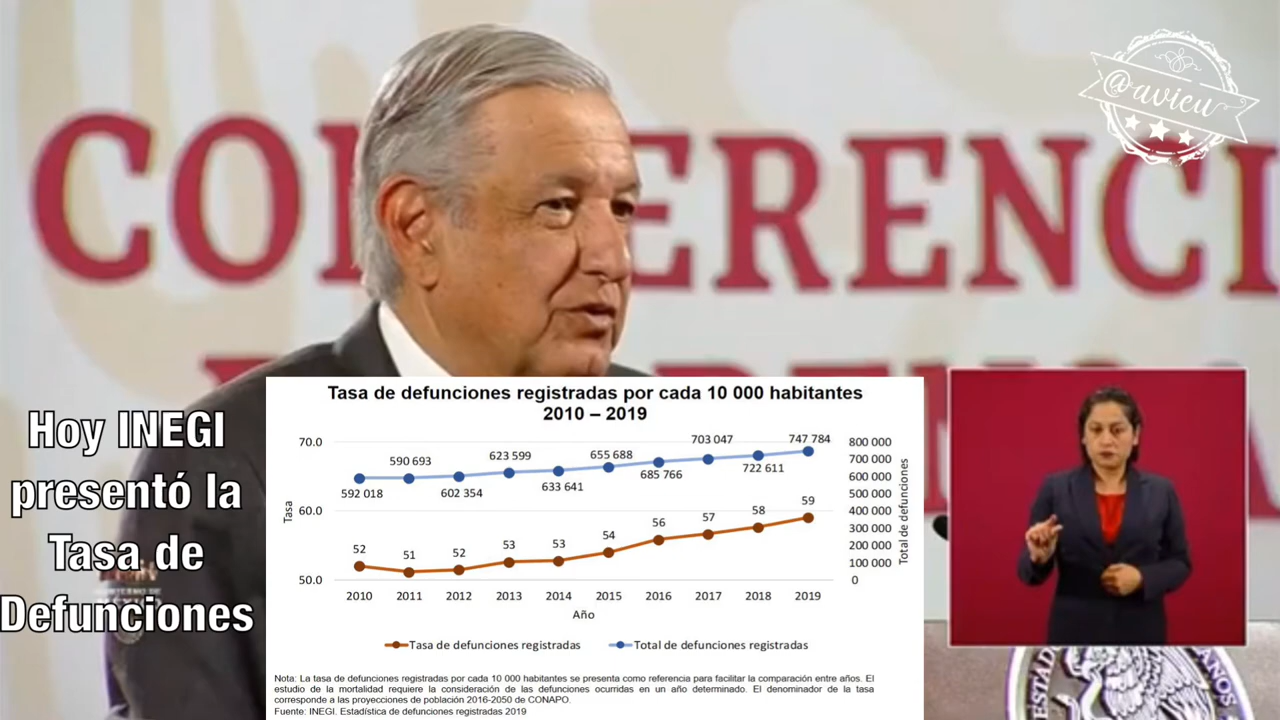 CON ERENCI
@avieu
Hoy INEGI
presentó la
Tasa de
Defunciones
Tasa de defunciones registradas por cada 10 000 habitantes
2010 – 2019
70.0
60.0
50.0
Tasa
592 018
590 693
602 354
623 599
633 641
655 688
685 766
703 047
722 611
747 784
52
51
52
53
53
54
56
57
58
59
800 000
700 000
600 000
500 000
400 000
300 000
200 000
100 000
0
Total de defunciones
2010 2011 2012 2013 2014 2015 2016 2017 2018 2019
Año
Tasa de defunciones registradas
Total de defunciones registradas
Nota: La tasa de defunciones registradas por cada 10 000 habitantes se presenta como referencia para facilitar la comparación entre años. El
estudio de la mortalidad requiere la consideración de las defunciones ocurridas en un año determinado. El denominador de la tasa
corresponde a las proyecciones de población 2016-2050 de CONAPO.
Fuente: INEGI. Estadística de defunciones registradas 2019
ESTAD
ANOS